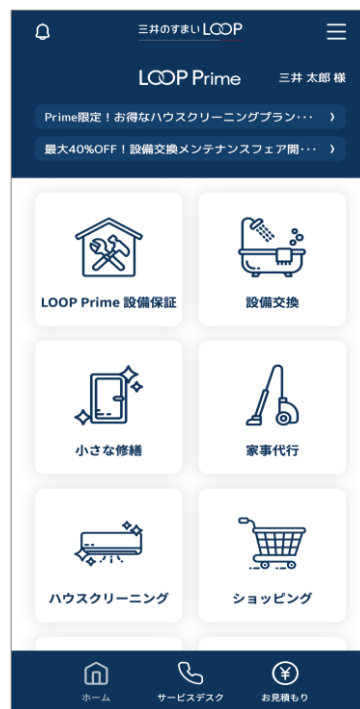 三井のすまいLOOP
LOOP Prime
三井 太郎 様
Prime限定！お得なハウスクリーニングプラン･･･
最大40%OFF！設備交換メンテナンスフェア開･･･
LOOP Prime 設備保証
設備交換
小さな修繕
家事代行
ハウスクリーニング
ショッピング
ホーム
サービスデスク
お見積もり